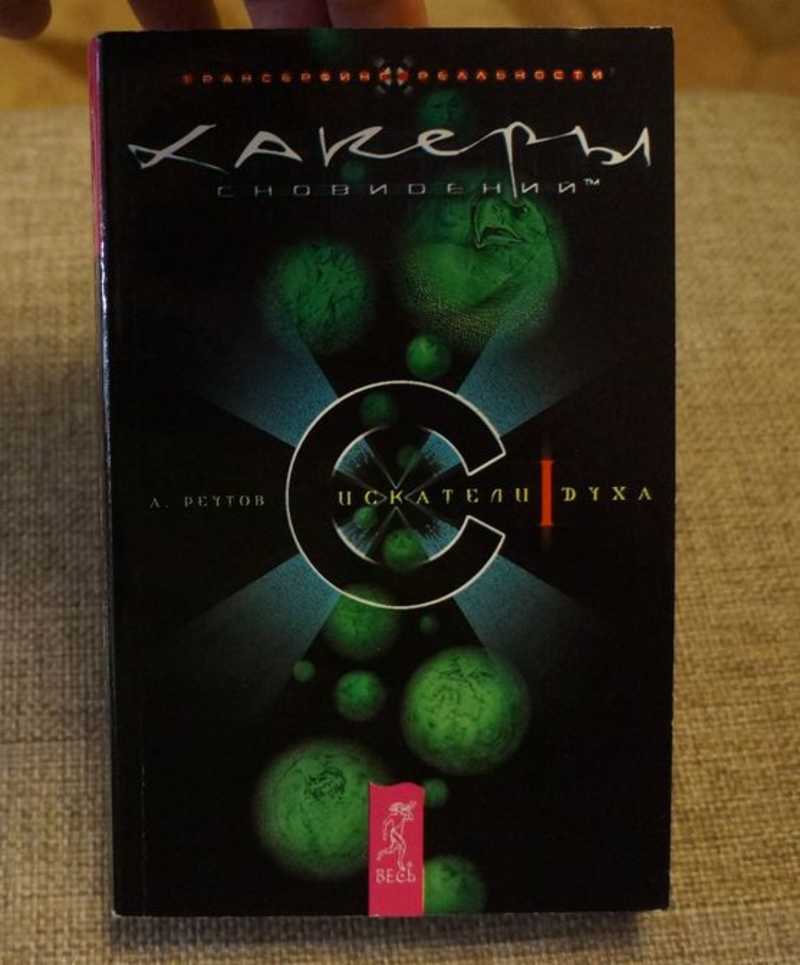 ТРАНСЕРФИНГ РЕАЛЬНОСТИ
Хакеры
СНОВИДЕНИЙ™
А. РЕУТОВ
ИСКАТЕЛИ I ДУХА
ВЕСЬ